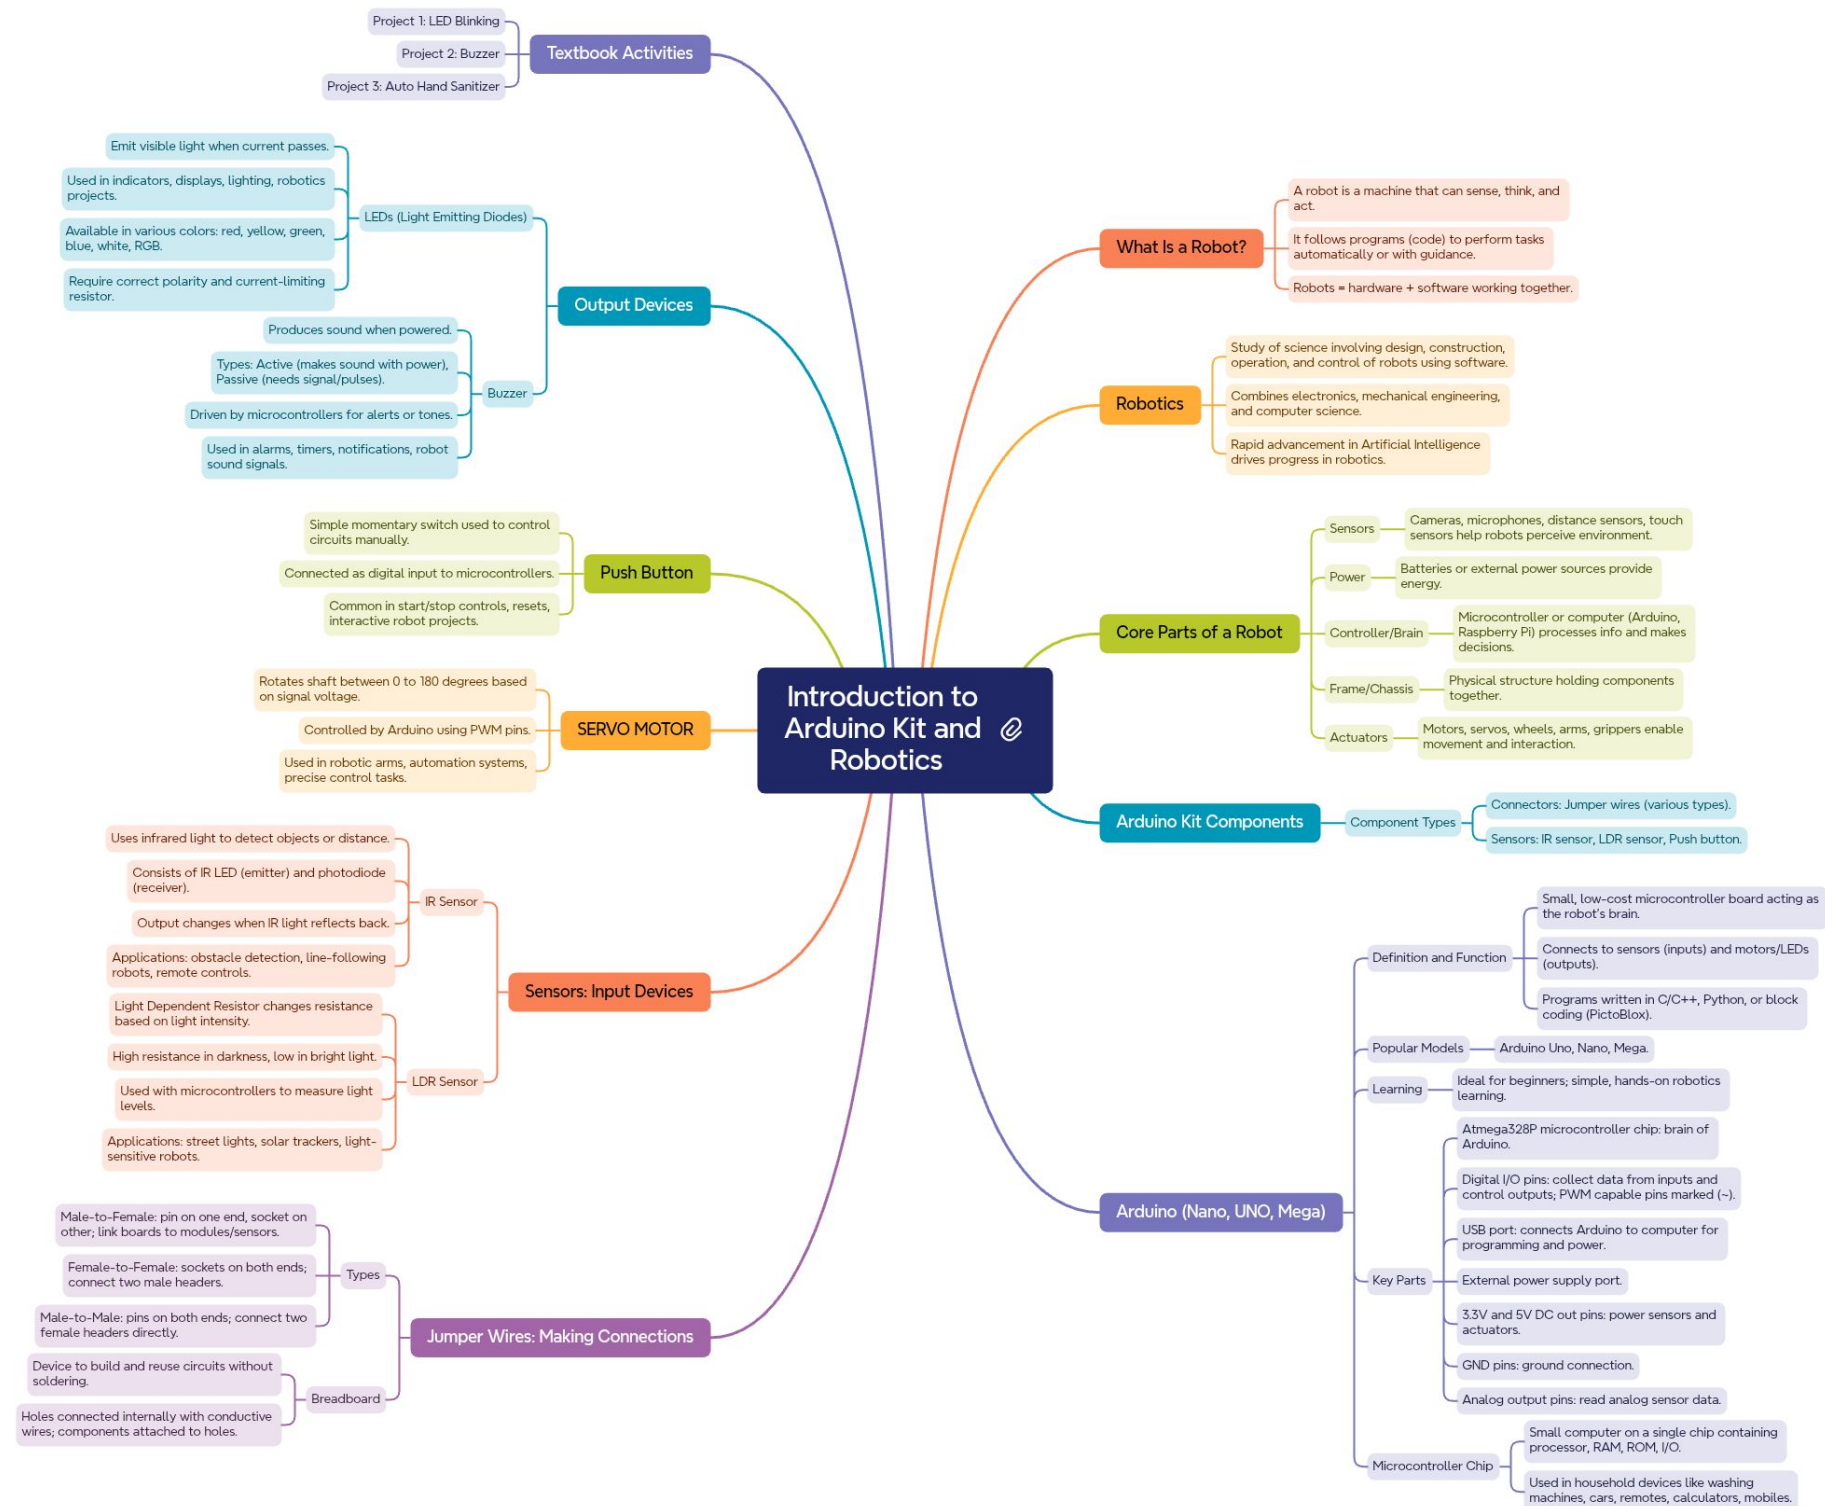 Introduction to
Arduino Kit and
Robotics
Textbook Activities
Project 1: LED Blinking
Project 2: Buzzer
Project 3: Auto Hand Sanitizer
Output Devices
LEDs (Light Emitting Diodes)
Emit visible light when current passes.
Used in indicators, displays, lighting, robotics
projects.
Available in various colors: red, yellow, green,
blue, white, RGB.
Require correct polarity and current-limiting
resistor.
Buzzer
Produces sound when powered.
Types: Active (makes sound with power),
Passive (needs signal/pulses).
Driven by microcontrollers for alerts or tones.
Used in alarms, timers, notifications, robot
sound signals.
Push Button
Simple momentary switch used to control
circuits manually.
Connected as digital input to microcontrollers.
Common in start/stop controls, resets,
interactive robot projects.
SERVO MOTOR
Rotates shaft between 0 to 180 degrees based
on signal voltage.
Controlled by Arduino using PWM pins.
Used in robotic arms, automation systems,
precise control tasks.
Sensors: Input Devices
IR Sensor
Uses infrared light to detect objects or distance.
Consists of IR LED (emitter) and photodiode
(receiver).
Output changes when IR light reflects back.
Applications: obstacle detection, line-following
robots, remote controls.
LDR Sensor
Light Dependent Resistor changes resistance
based on light intensity.
High resistance in darkness, low in bright light.
Used with microcontrollers to measure light
levels.
Applications: street lights, solar trackers, light-
sensitive robots.
Jumper Wires: Making Connections
Types
Male-to-Female: pin on one end, socket on
other; link boards to modules/sensors.
Female-to-Female: sockets on both ends;
connect two male headers.
Male-to-Male: pins on both ends; connect two
female headers directly.
Breadboard
Device to build and reuse circuits without
soldering.
Holes connected internally with conductive
wires; components attached to holes.
What Is a Robot?
A robot is a machine that can sense, think, and
act.
It follows programs (code) to perform tasks
automatically or with guidance.
Robots = hardware + software working together.
Robotics
Study of science involving design, construction,
operation, and control of robots using software.
Combines electronics, mechanical engineering,
and computer science.
Rapid advancement in Artificial Intelligence
drives progress in robotics.
Core Parts of a Robot
Sensors
Cameras, microphones, distance sensors, touch
sensors help robots perceive environment.
Power
Batteries or external power sources provide
energy.
Controller/Brain
Microcontroller or computer (Arduino,
Raspberry Pi) processes info and makes
decisions.
Frame/Chassis
Physical structure holding components
together.
Actuators
Motors, servos, wheels, arms, grippers enable
movement and interaction.
Arduino Kit Components
Component Types
Connectors: Jumper wires (various types).
Sensors: IR sensor, LDR sensor, Push button.
Arduino (Nano, UNO, Mega)
Definition and Function
Small, low-cost microcontroller board acting as
the robot's brain.
Connects to sensors (inputs) and motors/LEDs
(outputs).
Programs written in C/C++, Python, or block
coding (PictoBlox).
Popular Models
Arduino Uno, Nano, Mega.
Learning
Ideal for beginners; simple, hands-on robotics
learning.
Key Parts
Atmega328P microcontroller chip: brain of
Arduino.
Digital I/O pins: collect data from inputs and
control outputs; PWM capable pins marked (~).
USB port: connects Arduino to computer for
programming and power.
External power supply port.
3.3V and 5V DC out pins: power sensors and
actuators.
GND pins: ground connection.
Analog output pins: read analog sensor data.
Microcontroller Chip
Small computer on a single chip containing
processor, RAM, ROM, I/O.
Used in household devices like washing
machines, cars, remotes, calculators, mobiles.